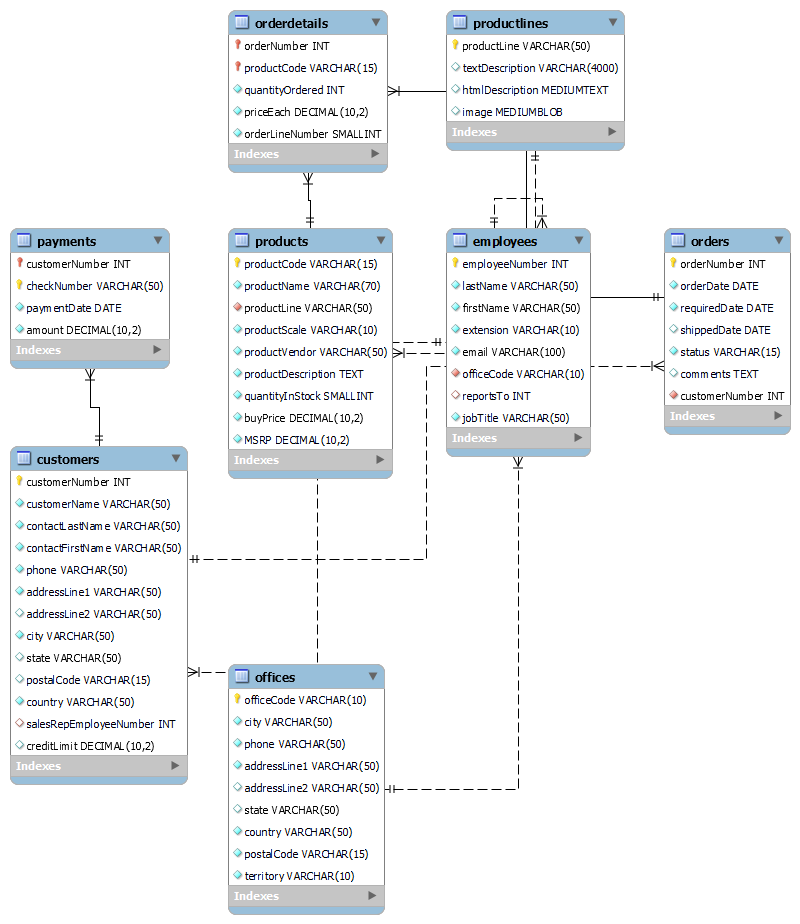 orderdetails
orderNumber INT
productCode VARCHAR(15)
quantityOrdered INT
priceEach DECIMAL(10,2)
orderLineNumber SMALLINT
Indexes
productlines
productLine VARCHAR(50)
textDescription VARCHAR(4000)
htmlDescription MEDIUMTEXT
image MEDIUMBLOB
Indexes
payments
customerNumber INT
checkNumber VARCHAR(50)
paymentDate DATE
amount DECIMAL(10,2)
Indexes
products
productCode VARCHAR(15)
productName VARCHAR(70)
productLine VARCHAR(50)
productScale VARCHAR(10)
productVendor VARCHAR(50)
productDescription TEXT
quantityInStock SMALLINT
buyPrice DECIMAL(10,2)
MSRP DECIMAL(10,2)
Indexes
employees
employeeNumber INT
lastName VARCHAR(50)
firstName VARCHAR(50)
extension VARCHAR(10)
email VARCHAR(100)
officeCode VARCHAR(10)
reportsTo INT
jobTitle VARCHAR(50)
Indexes
orders
orderNumber INT
orderDate DATE
requiredDate DATE
shippedDate DATE
status VARCHAR(15)
comments TEXT
customerNumber INT
Indexes
customers
customerNumber INT
customerName VARCHAR(50)
contactLastName VARCHAR(50)
contactFirstName VARCHAR(50)
phone VARCHAR(50)
addressLine1 VARCHAR(50)
addressLine2 VARCHAR(50)
city VARCHAR(50)
state VARCHAR(50)
postalCode VARCHAR(15)
country VARCHAR(50)
salesRepEmployeeNumber INT
creditLimit DECIMAL(10,2)
Indexes
offices
officeCode VARCHAR(10)
city VARCHAR(50)
phone VARCHAR(50)
addressLine1 VARCHAR(50)
addressLine2 VARCHAR(50)
state VARCHAR(50)
country VARCHAR(50)
postalCode VARCHAR(15)
territory VARCHAR(10)
Indexes